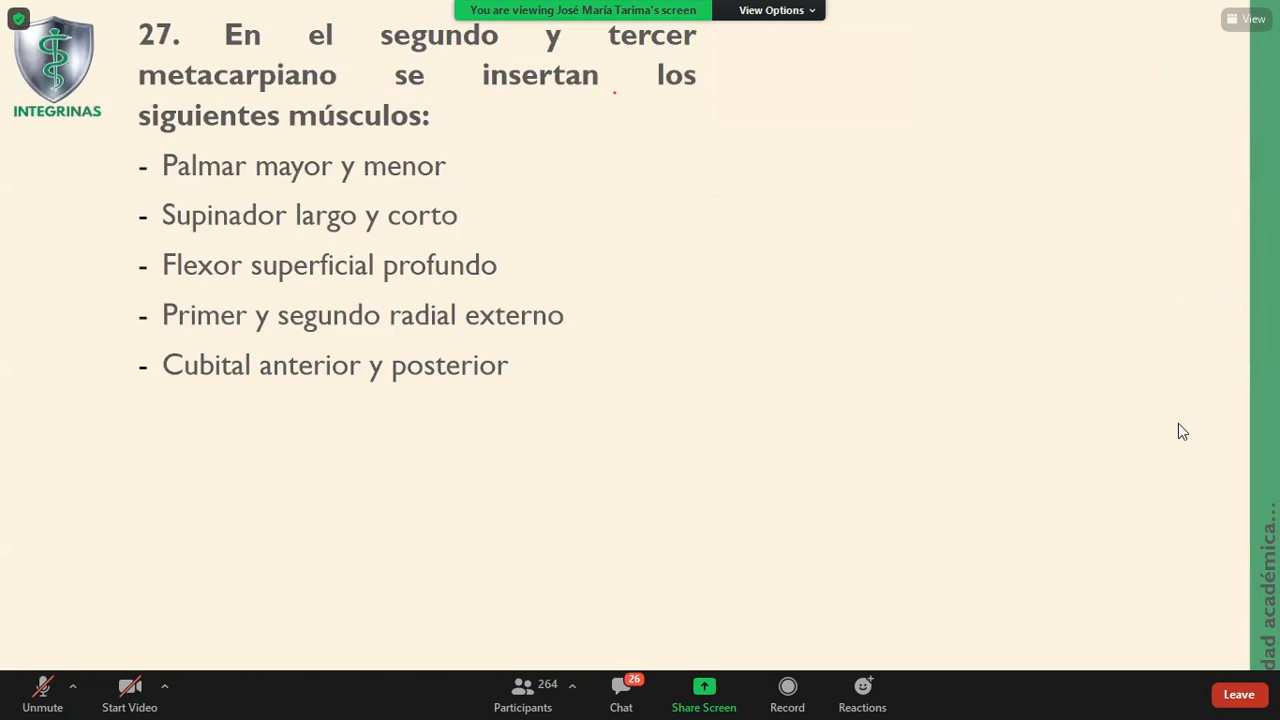 You are viewing José María Tarima's screen
View Options
View
INTEGRINAS
27. En el segundo y tercer
metacarpiano se insertan los
siguientes músculos:
- Palmar mayor y menor
- Supinador largo y corto
- Flexor superficial profundo
- Primer y segundo radial externo
- Cubital anterior y posterior
dad académica...
Unmute
Start Video
264
Participants
26
Chat
Share Screen
Record
Reactions
Leave